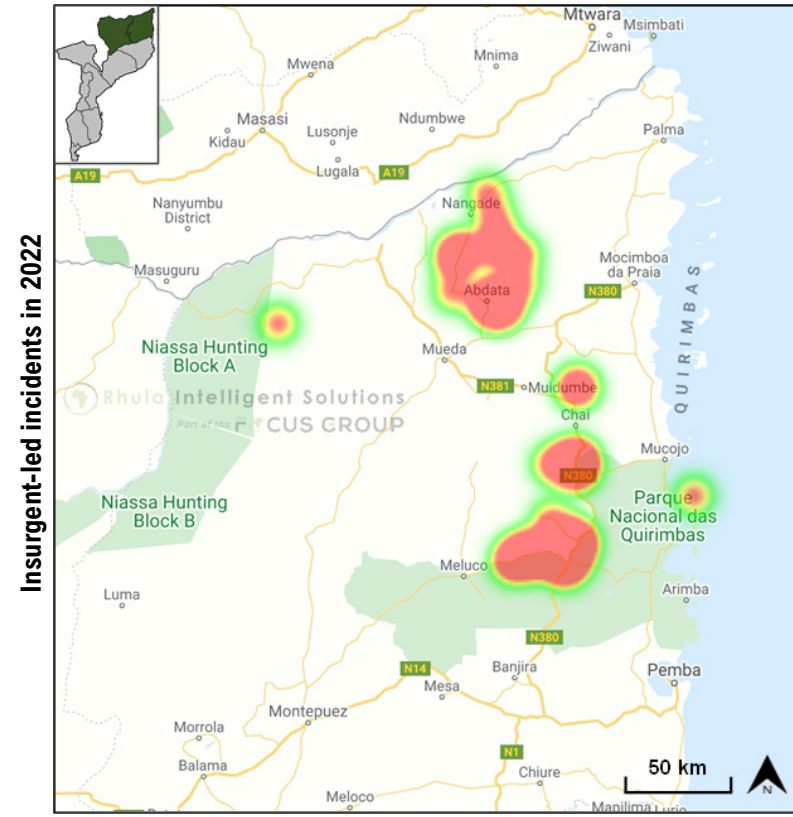 Insurgent-led incidents in 2022
Mtwara
Msimbati
Ziwani
Mnima
Mwena
Masasi
Ndumbwe
Kidau
Lusonje
Palma
Lugala
A19
A19
Nanyumbu
District
Nangade
Masuguru
Mocimboa
da Praia
Abdata
N380
QUIRIMBAS
Niassa Hunting
Block A
Mueda
N381
Muidumbe
Rhula Intelligent Solutions
Part of the FOCUS GROUP
Chai
Mucojo
N380
Niassa Hunting
Block B
Parque
Nacional das
Quirimbas
Meluco
Luma
Arimba
N380
N14
Banjira
Pemba
Mesa
Montepuez
Morrola
N1
Balama
Chiure
50 km
N
Meloco
Mapilima
Lurio